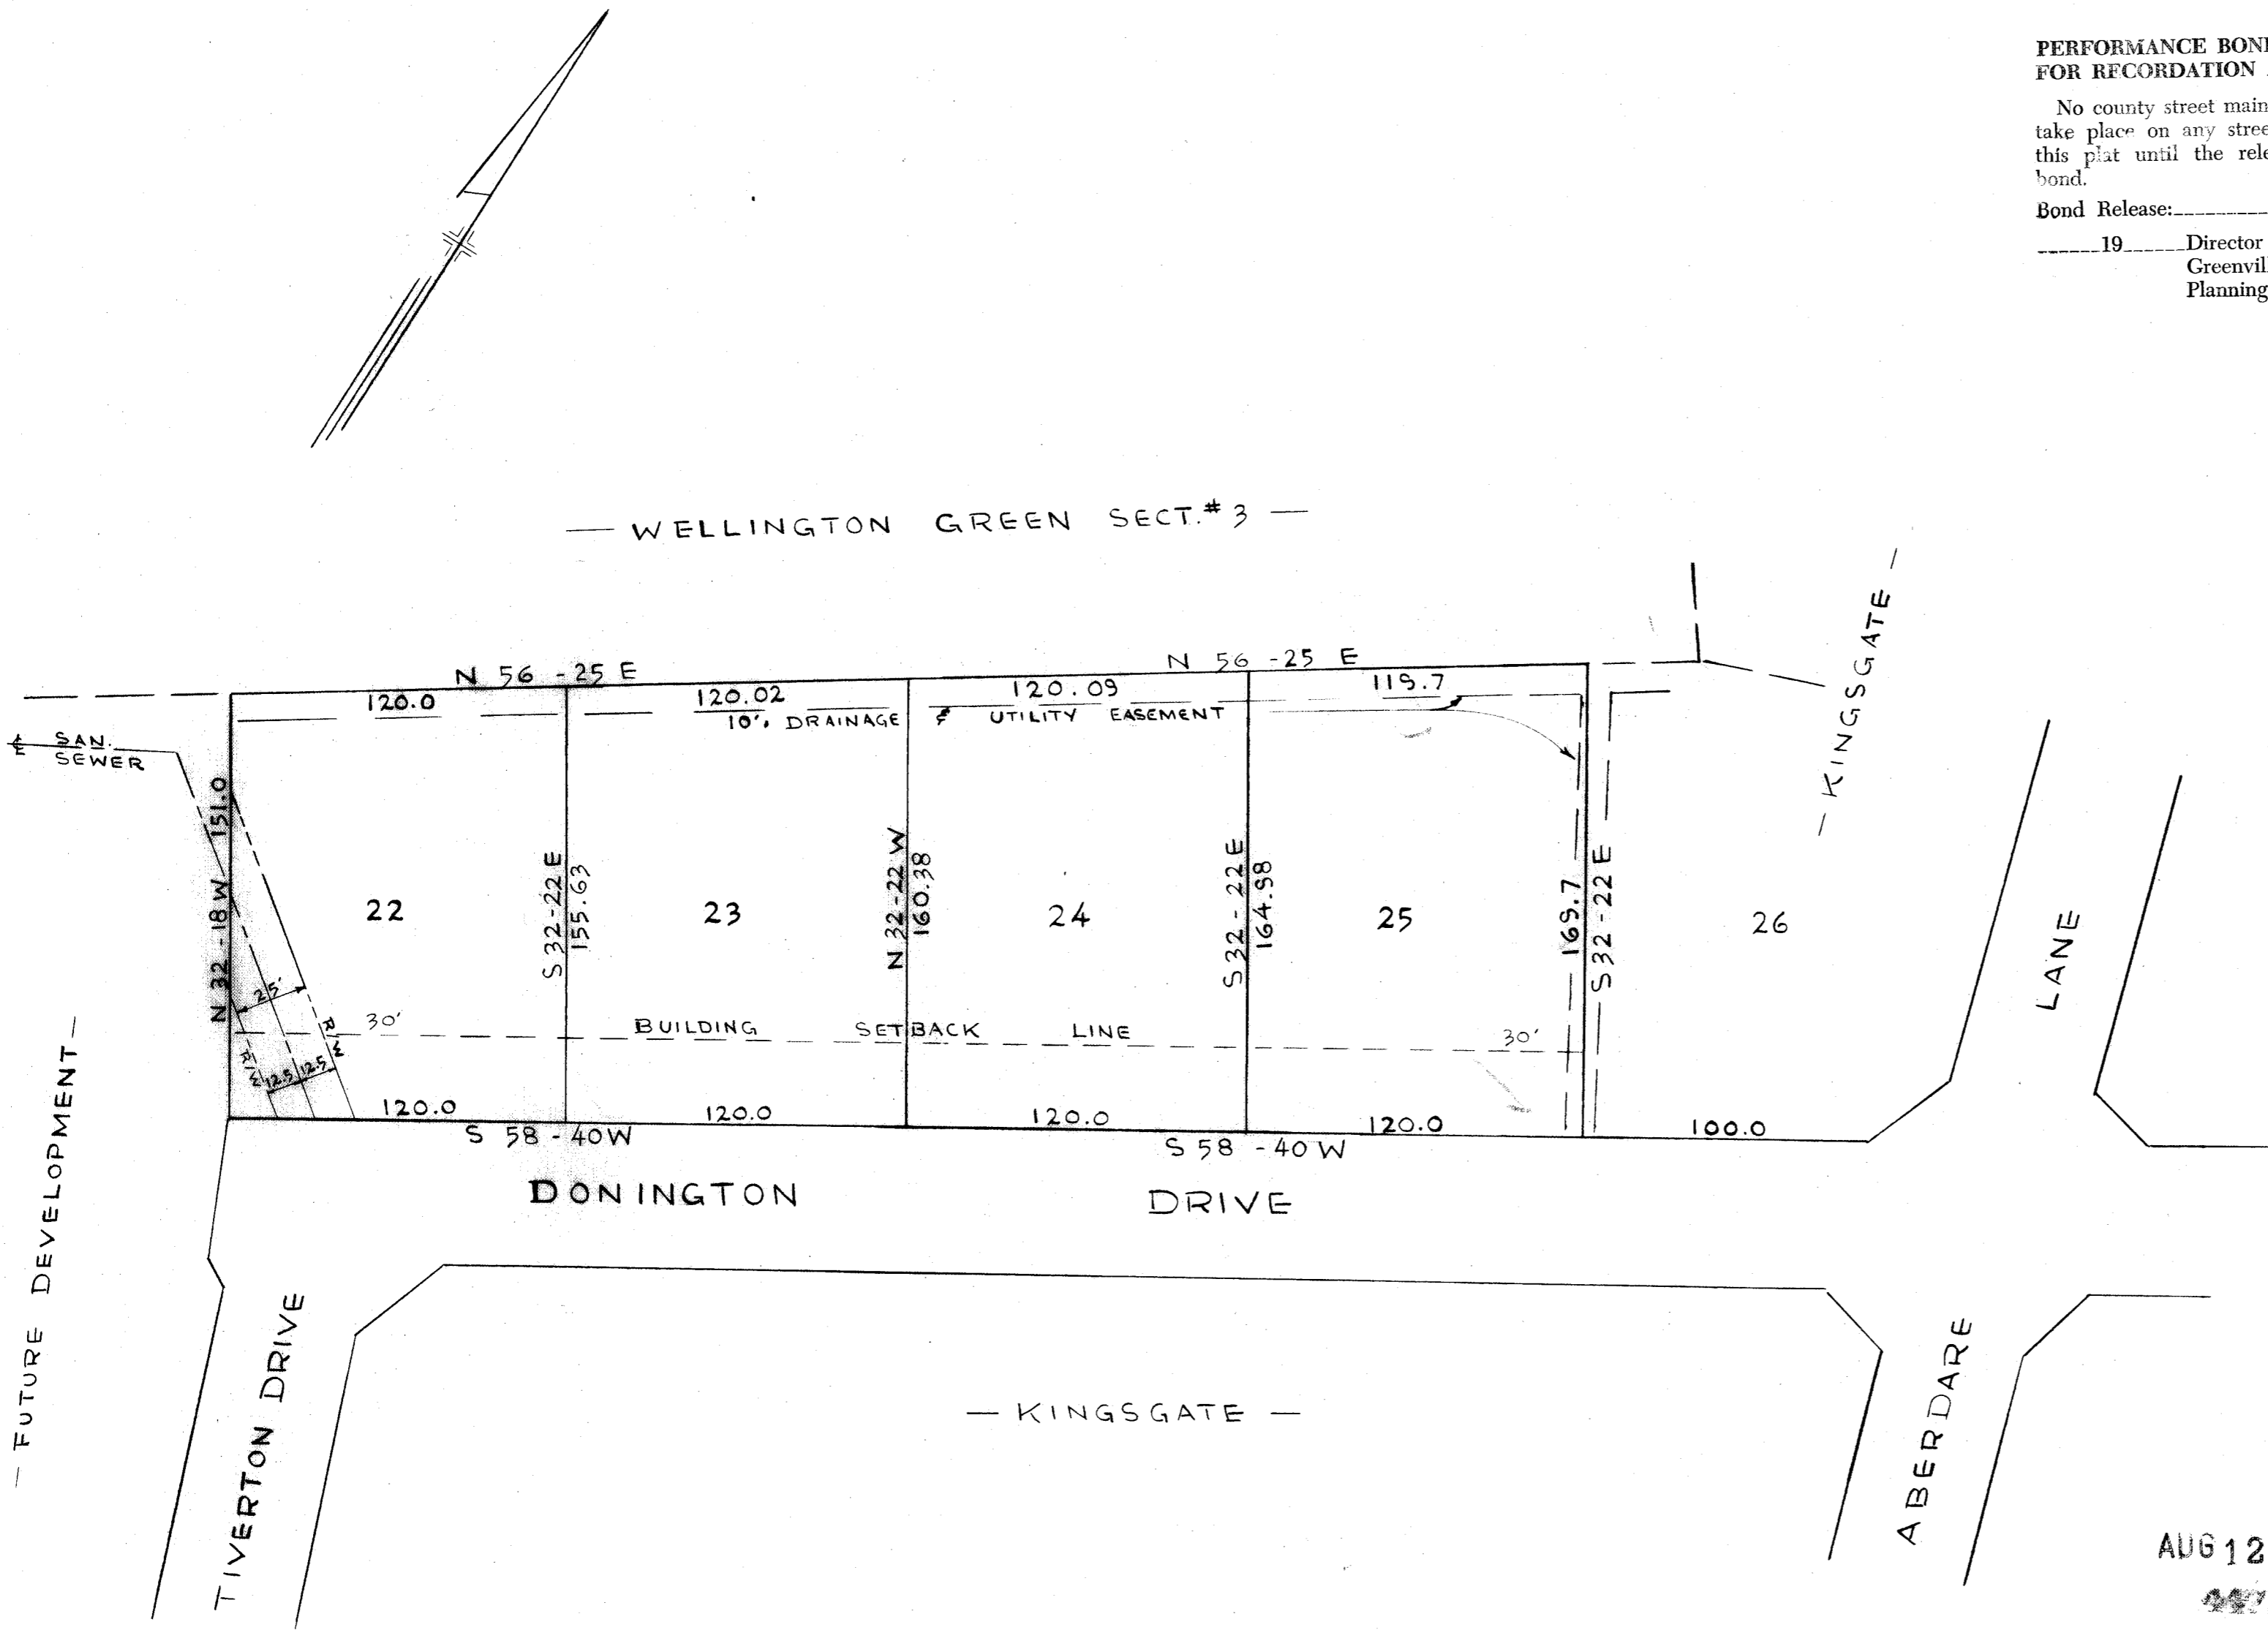 PERFORMANCE BON
FOR RECORDATION
No county street main
take place on any stree
this plat until the rele
bond.
Bond Release:
19 Director
Greenvil
Planning
— WELLINGTON GREEN SECT.# 3 —
— KINGSGATE —
N 56 - 25 E
N 56 - 25 E
120.0
120.02
120.09
119.7
10' DRAINAGE & UTILITY EASEMENT
℄ SAN.
SEWER
N 32 - 18 W 151.0
S 32-22 E
155.63
N 32-22 W
160.38
S 32-22 E
164.98
169.7
S 32-22 E
22
23
24
25
26
25'
R/W
R/W
12.5
12.5
30'
BUILDING SETBACK LINE
30'
120.0
120.0
120.0
120.0
100.0
S 58 - 40 W
S 58 - 40 W
DONINGTON DRIVE
LANE
— FUTURE DEVELOPMENT —
TIVERTON DRIVE
— KINGSGATE —
ABERDARE
AUG 12